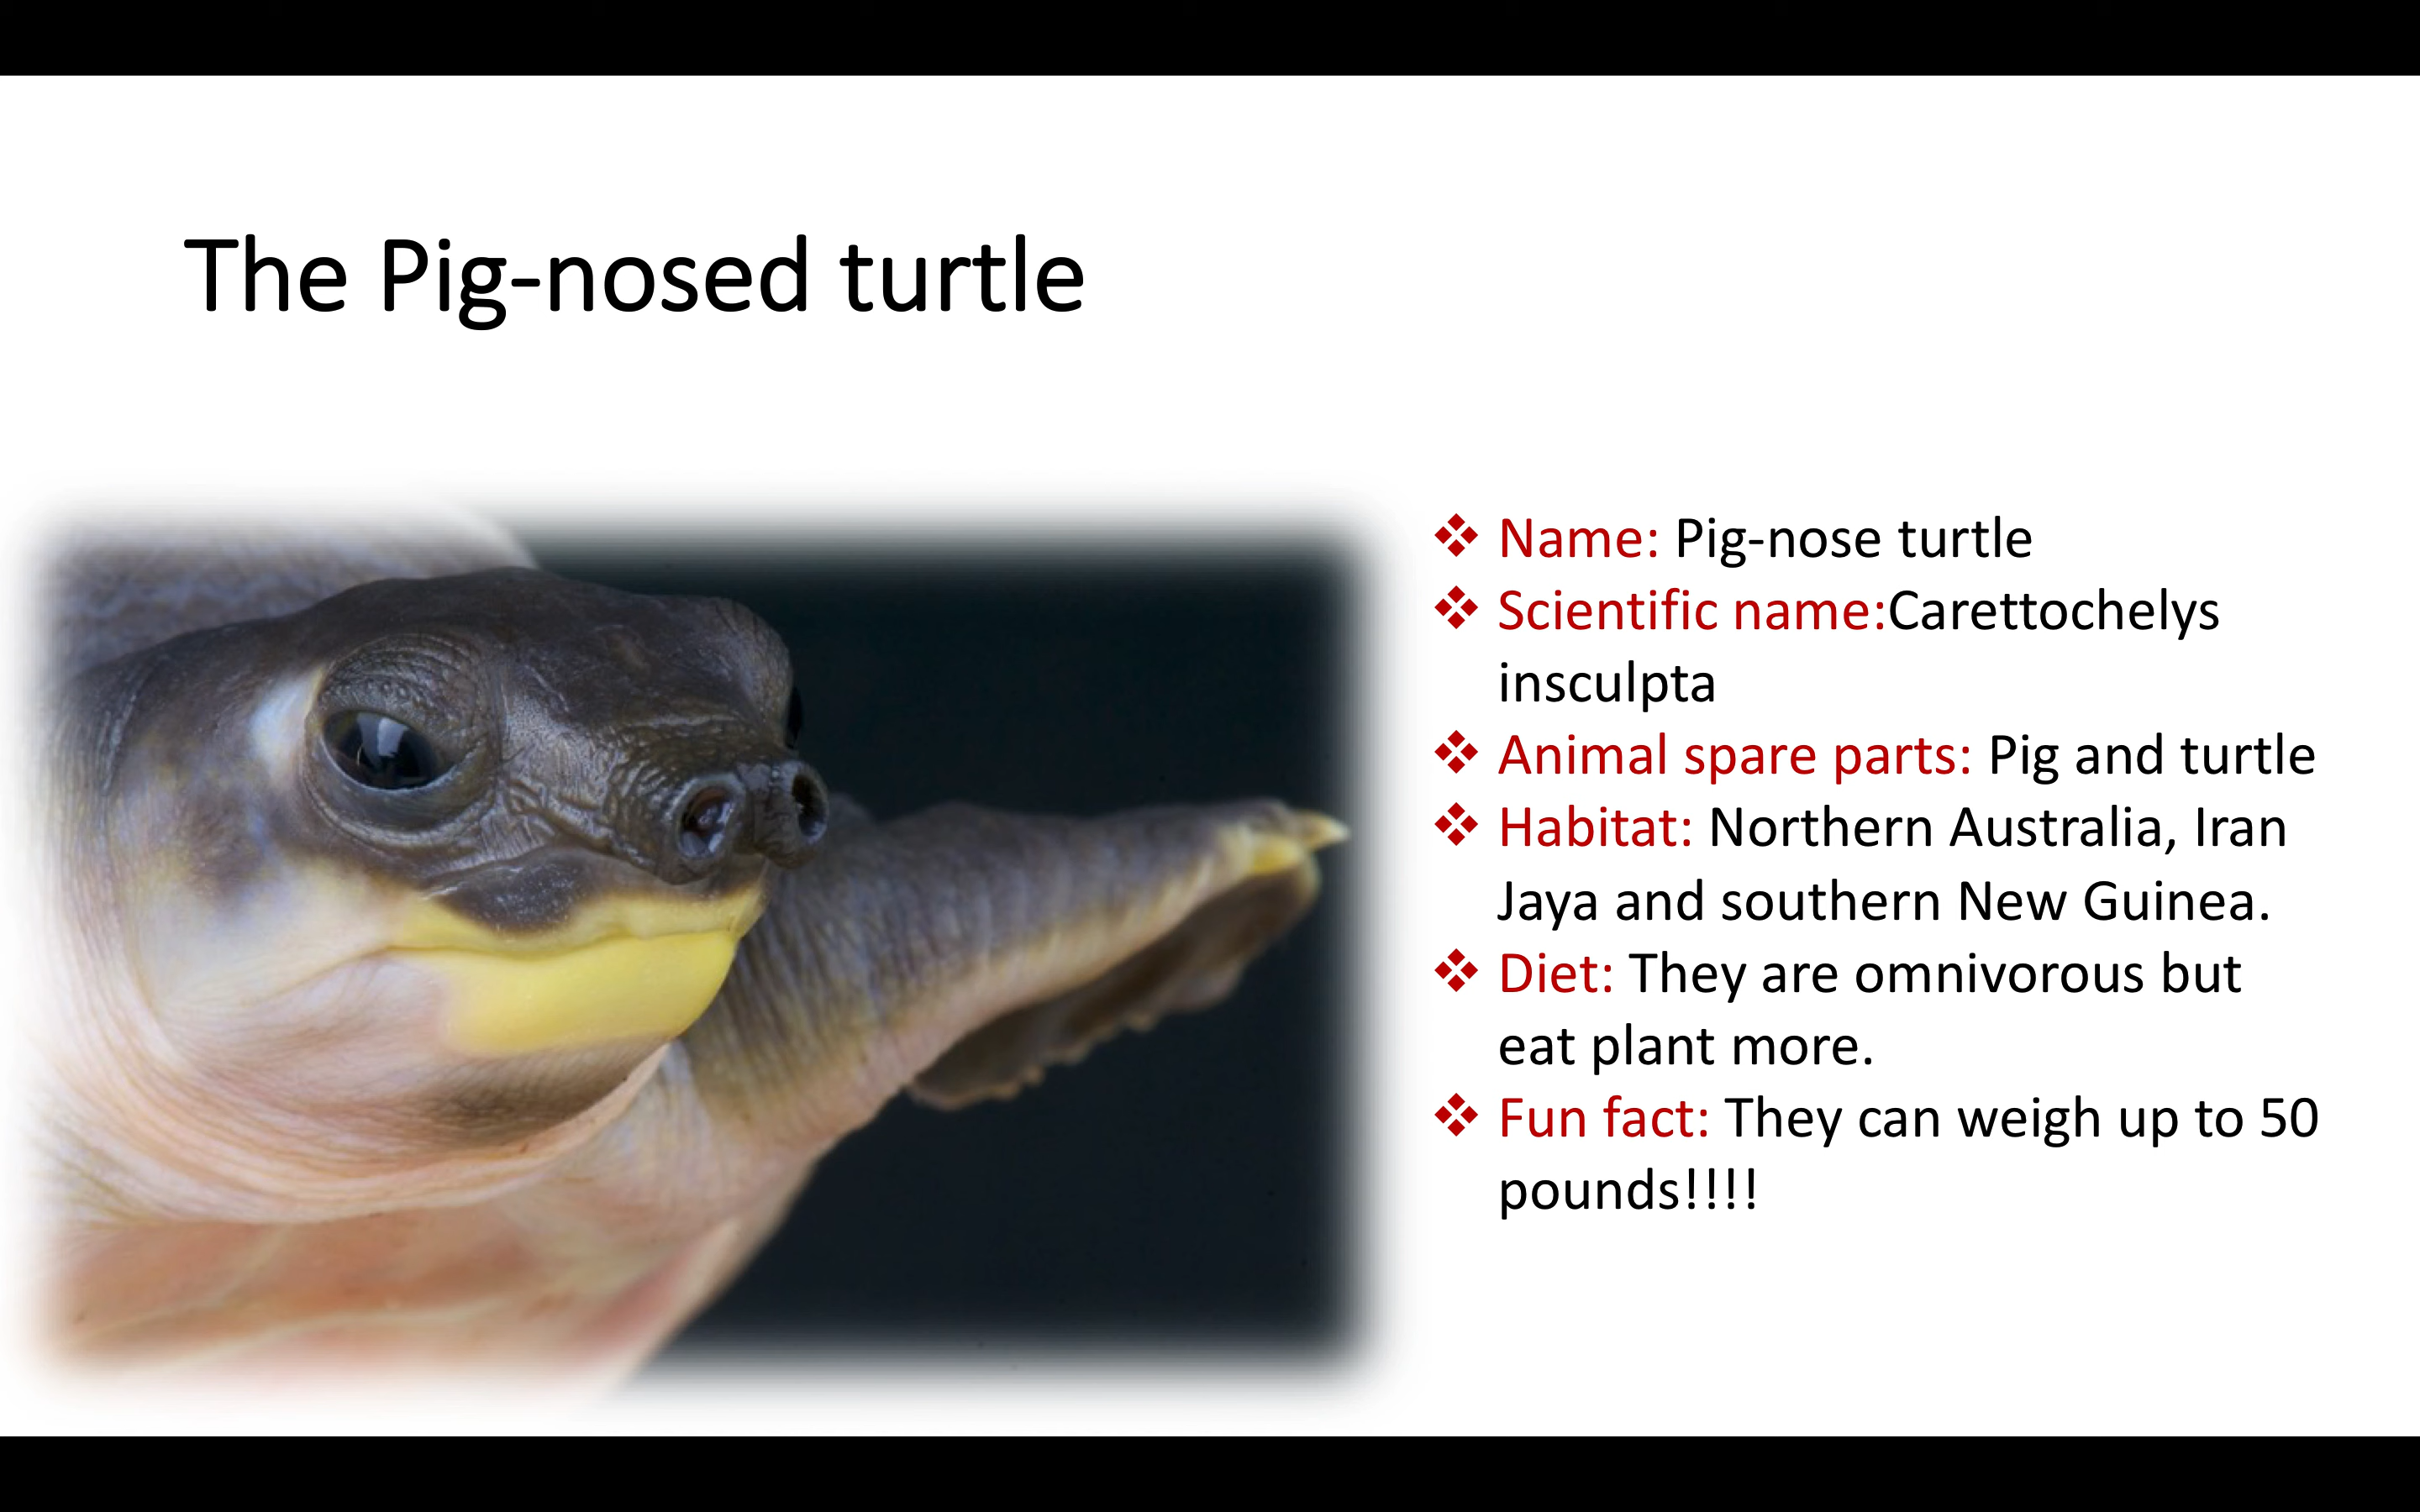 The Pig-nosed turtle
❖ Name: Pig-nose turtle
❖ Scientific name:Carettochelys
insculpta
❖ Animal spare parts: Pig and turtle
❖ Habitat: Northern Australia, Iran
Jaya and southern New Guinea.
❖ Diet: They are omnivorous but
eat plant more.
❖ Fun fact: They can weigh up to 50
pounds!!!!